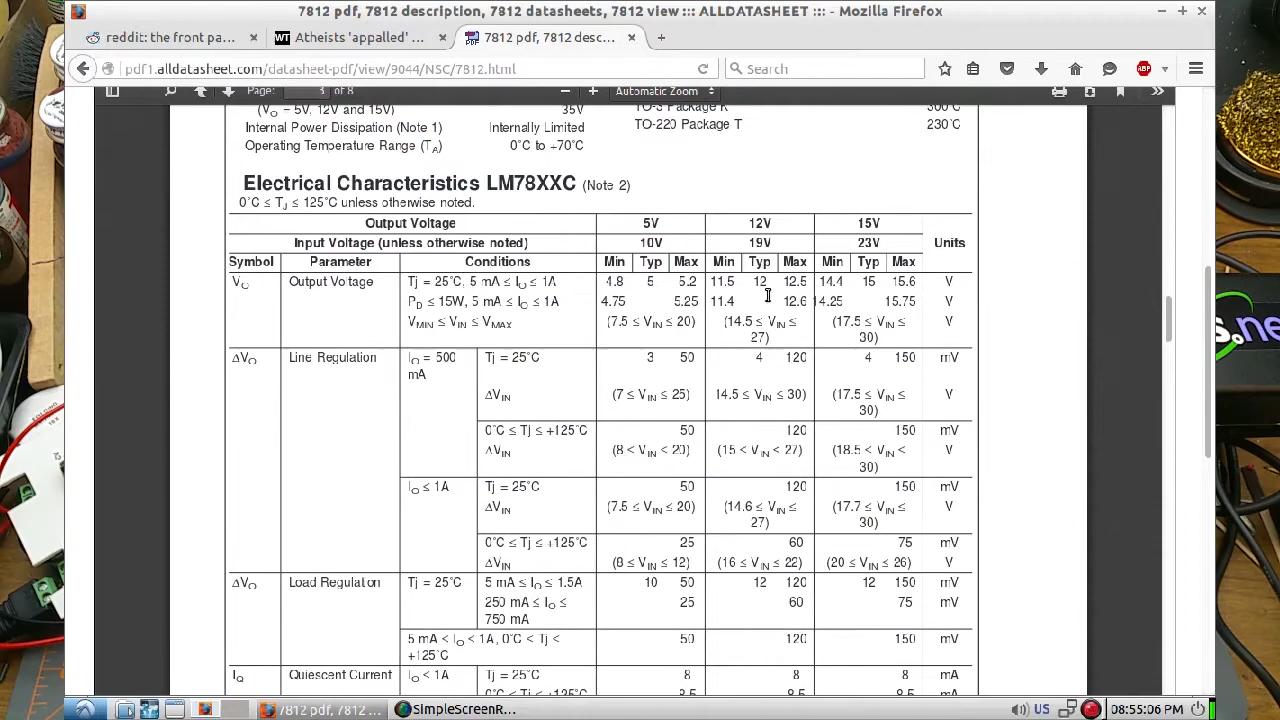 7812 pdf, 7812 description, 7812 datasheets, 7812 view ::: ALLDATASHEET ::: - Mozilla Firefox
reddit: the front pa... × WT Atheists 'appalled' ... × 7812 pdf, 7812 desc... × +
pdf1.alldatasheet.com/datasheet-pdf/view/9044/NSC/7812.html Search ABP
Page: 3 of 8 Automatic Zoom
(VO = 5V, 12V and 15V) 35V TO-3 Package K 300˚C
Internal Power Dissipation (Note 1) Internally Limited TO-220 Package T 230˚C
Operating Temperature Range (TA) 0˚C to +70˚C
Electrical Characteristics LM78XXC (Note 2)
0˚C ≤ TJ ≤ 125˚C unless otherwise noted.
Output Voltage 5V 12V 15V
Input Voltage (unless otherwise noted) 10V 19V 23V Units
Symbol Parameter Conditions Min Typ Max Min Typ Max Min Typ Max
VO Output Voltage Tj = 25˚C, 5 mA ≤ IO ≤ 1A 4.8 5 5.2 11.5 12 12.5 14.4 15 15.6 V
PD ≤ 15W, 5 mA ≤ IO ≤ 1A 4.75 5.25 11.4 12.6 14.25 15.75 V
VMIN ≤ VIN ≤ VMAX (7.5 ≤ VIN ≤ 20) (14.5 ≤ VIN ≤ (17.5 ≤ VIN ≤ V
27) 30)
ΔVO Line Regulation IO = 500 Tj = 25˚C 3 50 4 120 4 150 mV
mA
ΔVIN (7 ≤ VIN ≤ 25) 14.5 ≤ VIN ≤ 30) (17.5 ≤ VIN ≤ V
30)
0˚C ≤ Tj ≤ +125˚C 50 120 150 mV
ΔVIN (8 ≤ VIN ≤ 20) (15 ≤ VIN ≤ 27) (18.5 ≤ VIN ≤ V
30)
IO ≤ 1A Tj = 25˚C 50 120 150 mV
ΔVIN (7.5 ≤ VIN ≤ 20) (14.6 ≤ VIN ≤ (17.7 ≤ VIN ≤ V
27) 30)
0˚C ≤ Tj ≤ +125˚C 25 60 75 mV
ΔVIN (8 ≤ VIN ≤ 12) (16 ≤ VIN ≤ 22) (20 ≤ VIN ≤ 26) V
ΔVO Load Regulation Tj = 25˚C 5 mA ≤ IO ≤ 1.5A 10 50 12 120 12 150 mV
250 mA ≤ IO ≤ 25 60 75 mV
750 mA
5 mA ≤ IO ≤ 1A, 0˚C ≤ Tj ≤ 50 120 150 mV
+125˚C
IQ Quiescent Current IO ≤ 1A Tj = 25˚C 8 8 8 mA
0˚C ≤ Tj ≤ +125˚C 8.5 8.5 8.5 mA
s.ne
7812 pdf, 7812 ... SimpleScreenR... US 08:55:06 PM